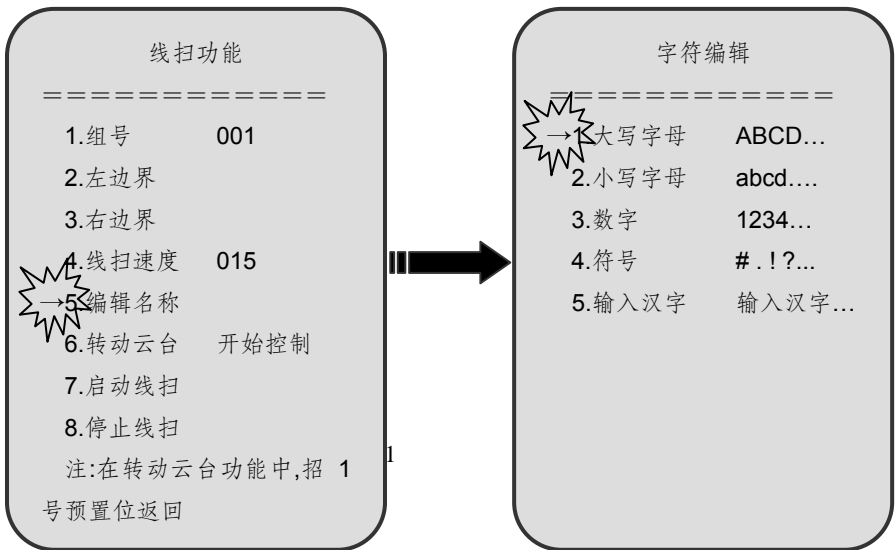 线扫功能
＝＝＝＝＝＝＝＝＝＝＝＝
1.组号 001
2.左边界
3.右边界
4.线扫速度 015
→5.编辑名称
6.转动云台 开始控制
7.启动线扫
8.停止线扫
注:在转动云台功能中,招 1
号预置位返回
1
字符编辑
＝＝＝＝＝＝＝＝＝＝＝＝
→1.大写字母 ABCD…
2.小写字母 abcd….
3.数字 1234…
4.符号 # . ! ?...
5.输入汉字 输入汉字…